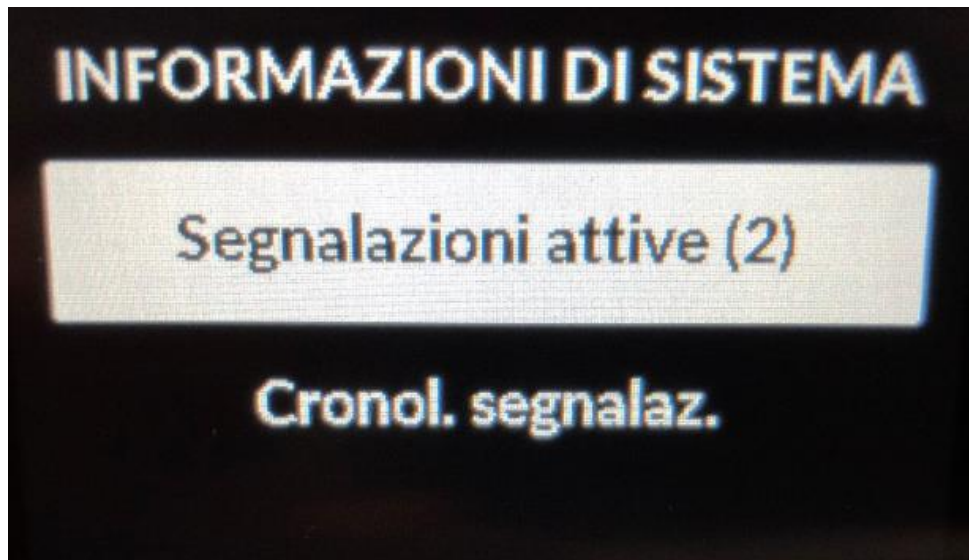 INFORMAZIONI DI SISTEMA
Segnalazioni attive (2)
Cronol. segnalaz.